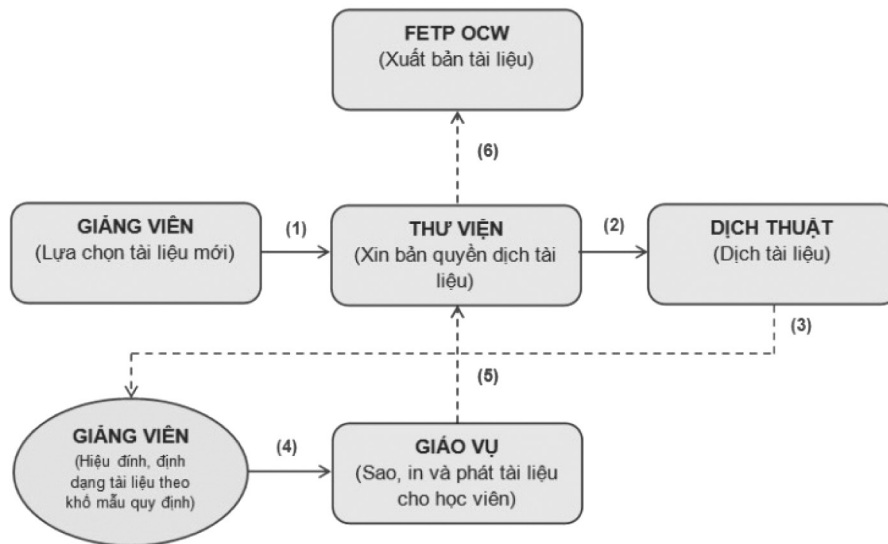 FETP OCW
(Xuất bản tài liệu)
(6)
GIẢNG VIÊN
(Lựa chọn tài liệu mới)
(1)
THƯ VIỆN
(Xin bản quyền dịch tài
liệu)
(2)
DỊCH THUẬT
(Dịch tài liệu)
(3)
(5)
GIẢNG VIÊN
(Hiệu đính, định
dạng tài liệu theo
khổ mẫu quy định)
(4)
GIÁO VỤ
(Sao, in và phát tài liệu
cho học viên)